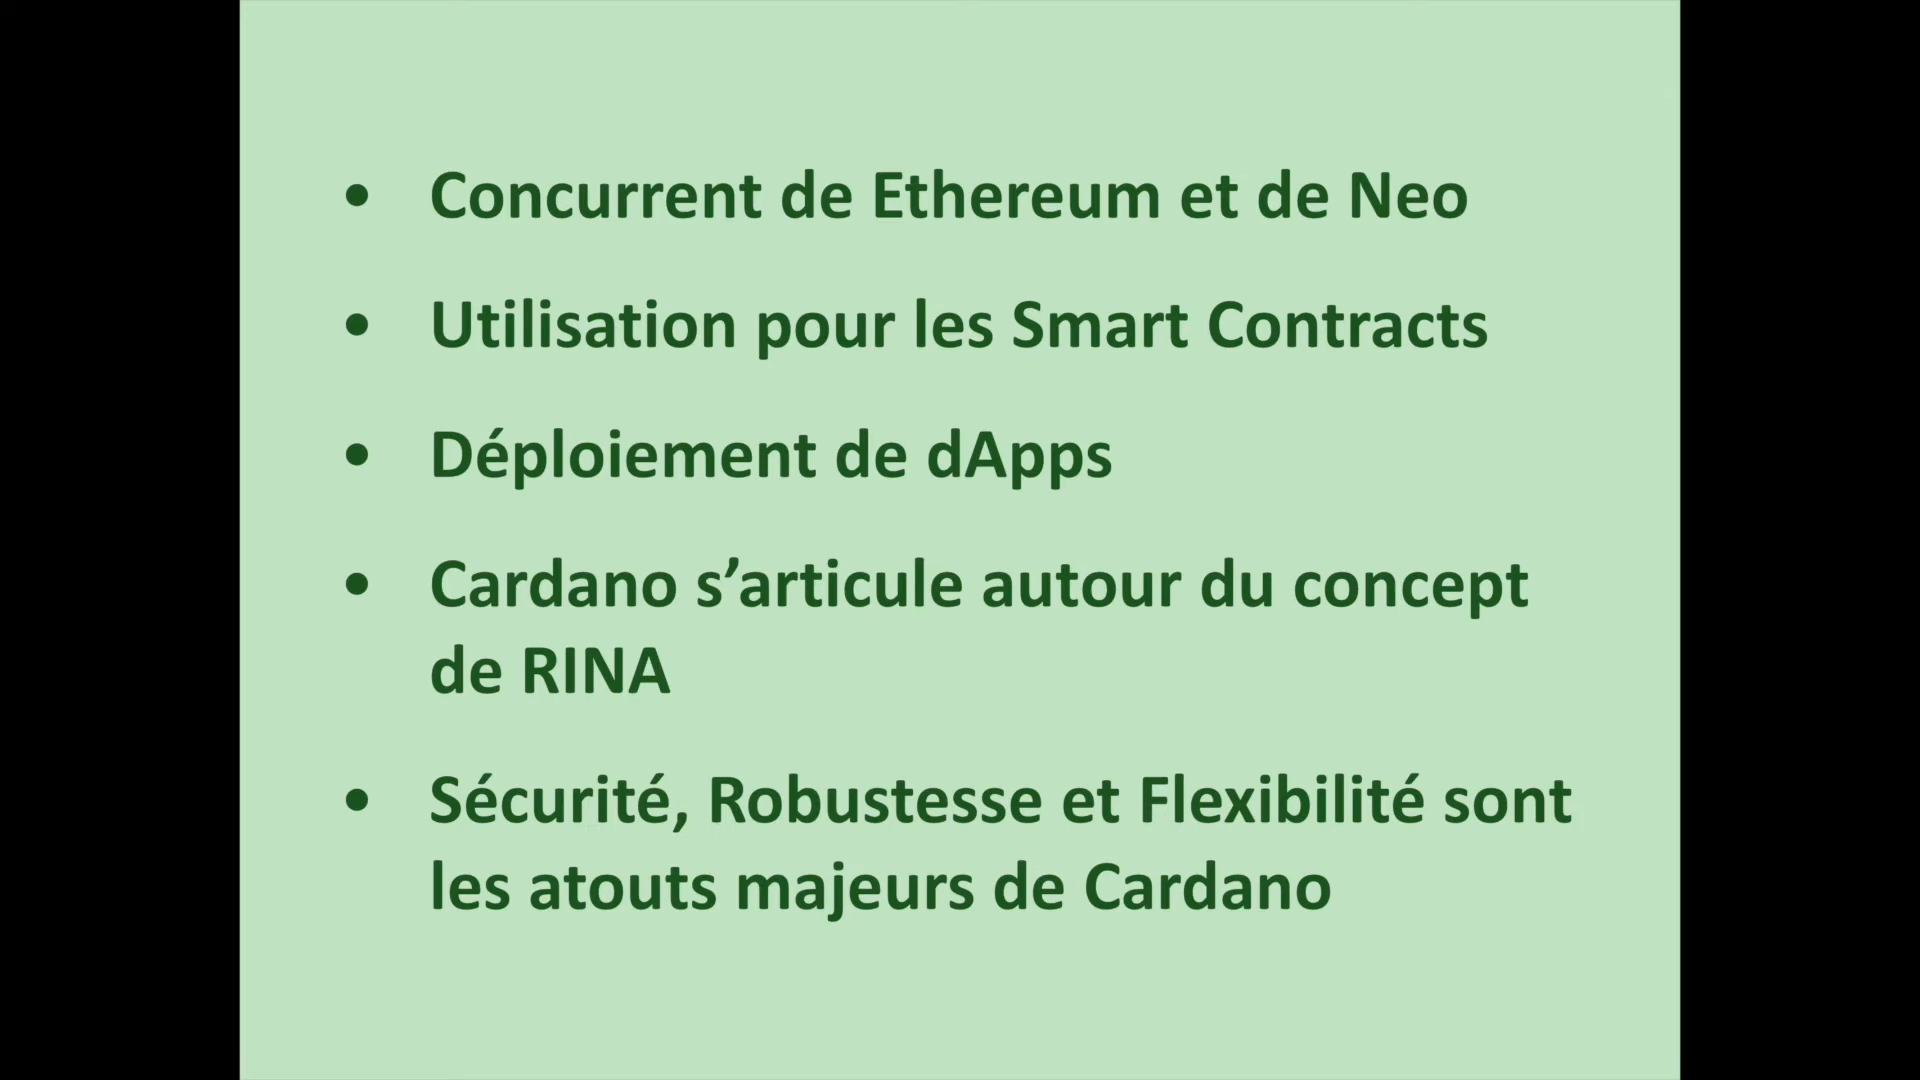 • Concurrent de Ethereum et de Neo
• Utilisation pour les Smart Contracts
• Déploiement de dApps
• Cardano s’articule autour du concept
de RINA
• Sécurité, Robustesse et Flexibilité sont
les atouts majeurs de Cardano